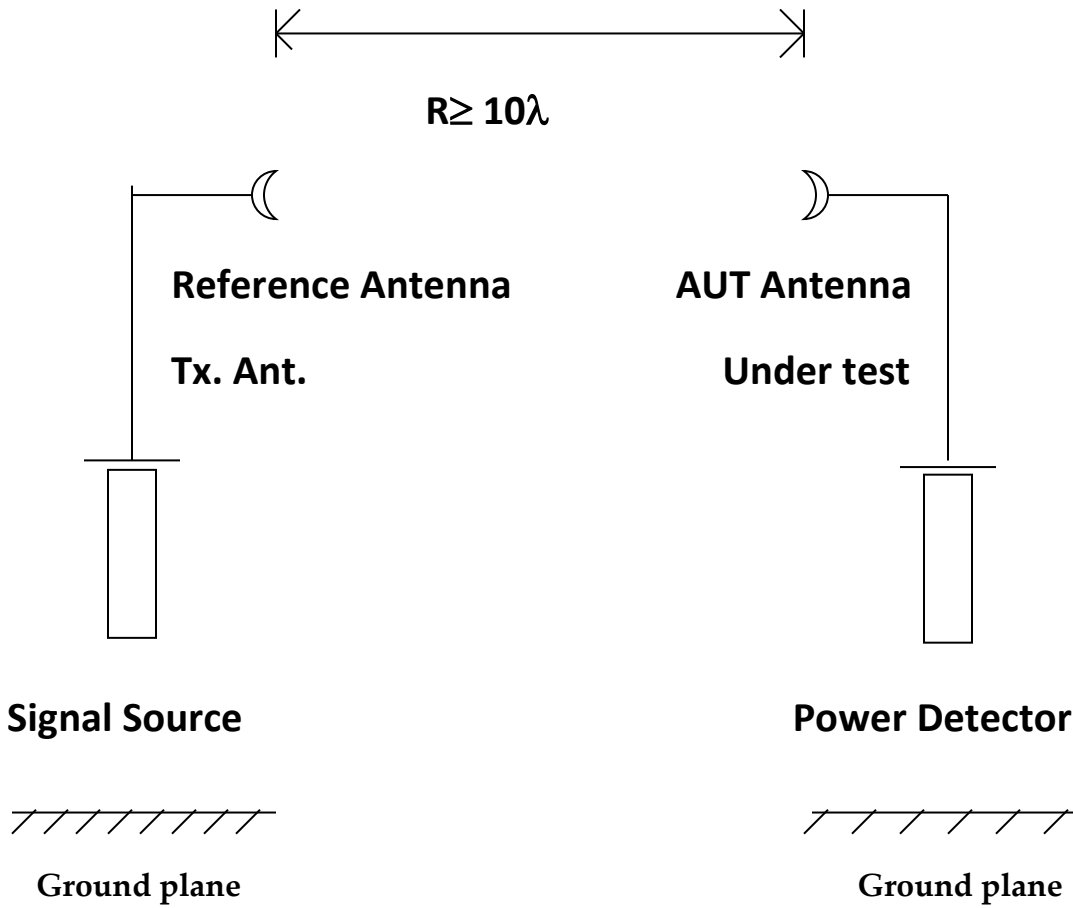 R≥ 10λ
Reference Antenna
Tx. Ant.
AUT Antenna
Under test
Signal Source
Power Detector
Ground plane
Ground plane